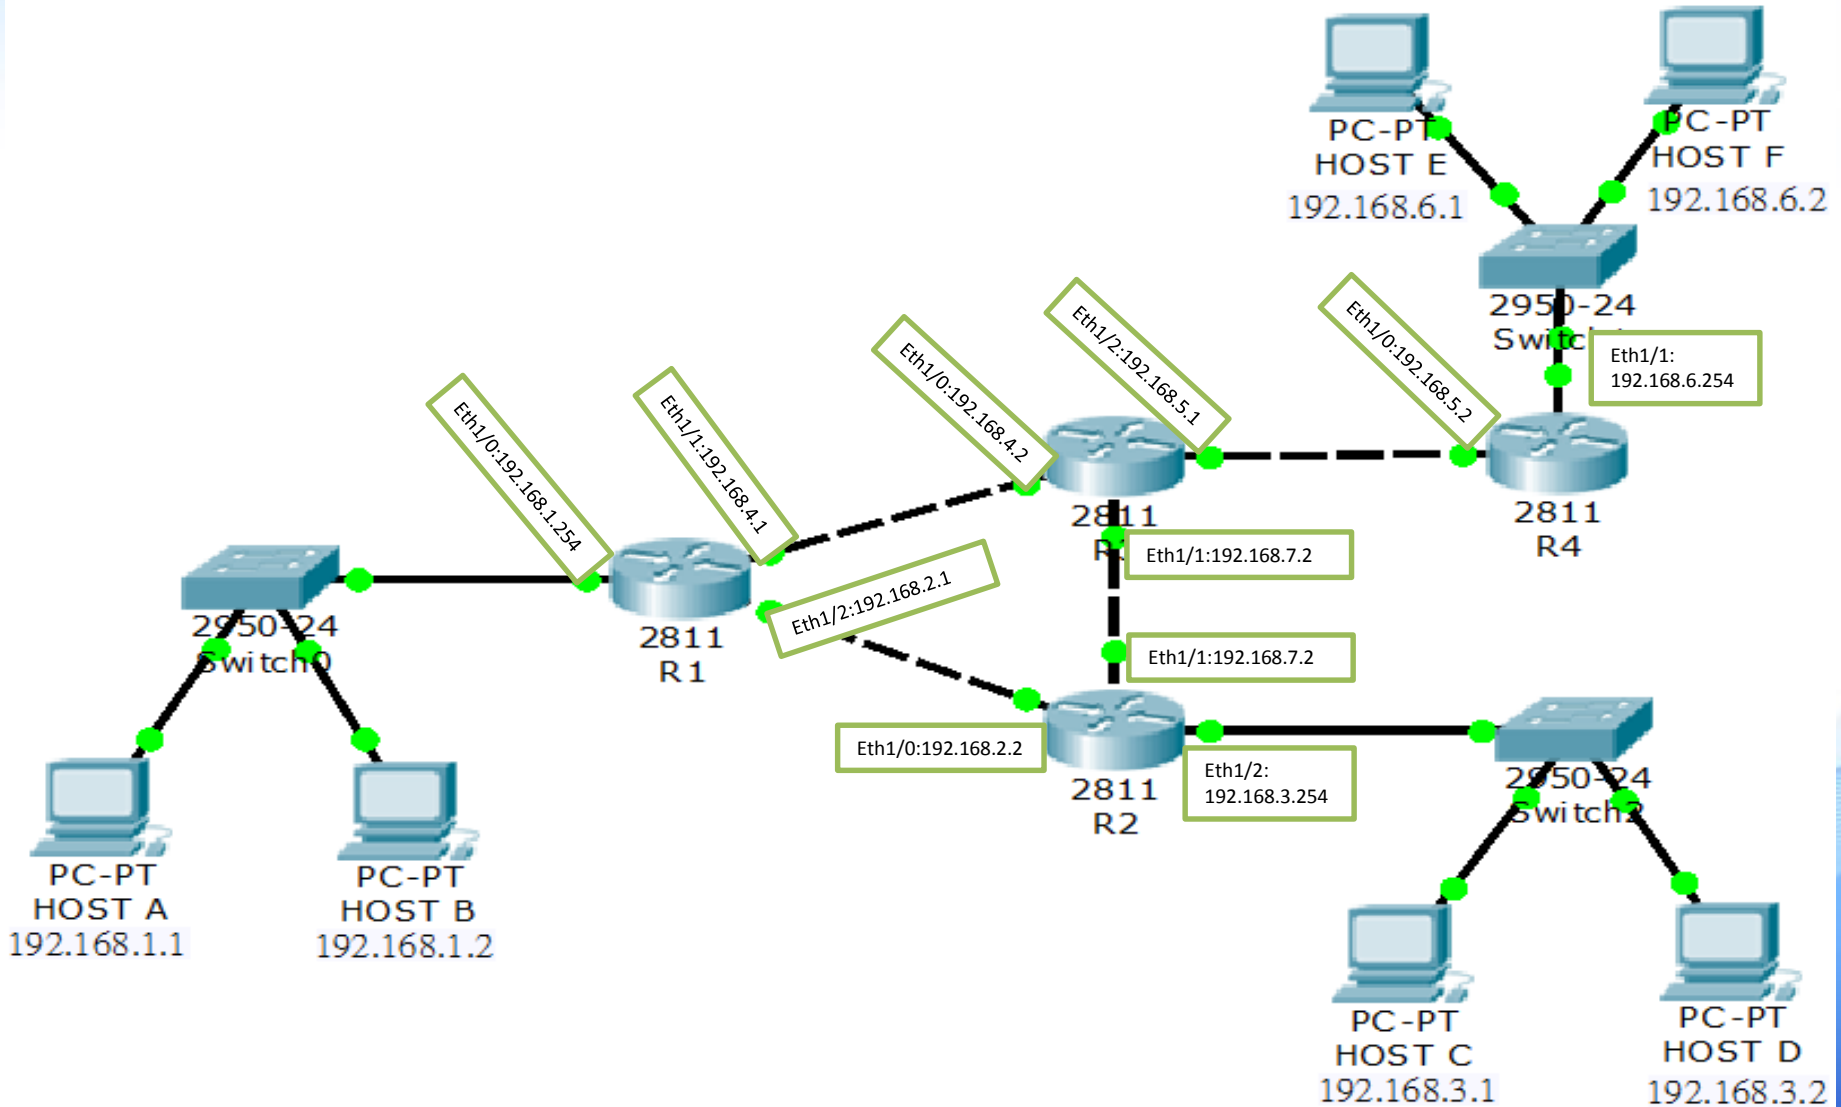 PC-PT
HOST E
192.168.6.1
PC-PT
HOST F
192.168.6.2
2950-24
Eth1/1:
192.168.6.254
Eth1/0:192.168.1.254
Eth1/1:192.168.4.1
Eth1/0:192.168.4.2
Eth1/2:192.168.5.1
Eth1/0:192.168.5.2
2811
2811
R4
Eth1/1:192.168.7.2
Eth1/2:192.168.2.1
2950-24
Switch0
2811
R1
Eth1/1:192.168.7.2
Eth1/0:192.168.2.2
2811
R2
Eth1/2:
192.168.3.254
2950-24
Switch2
PC-PT
HOST A
192.168.1.1
PC-PT
HOST B
192.168.1.2
PC-PT
HOST C
192.168.3.1
PC-PT
HOST D
192.168.3.2